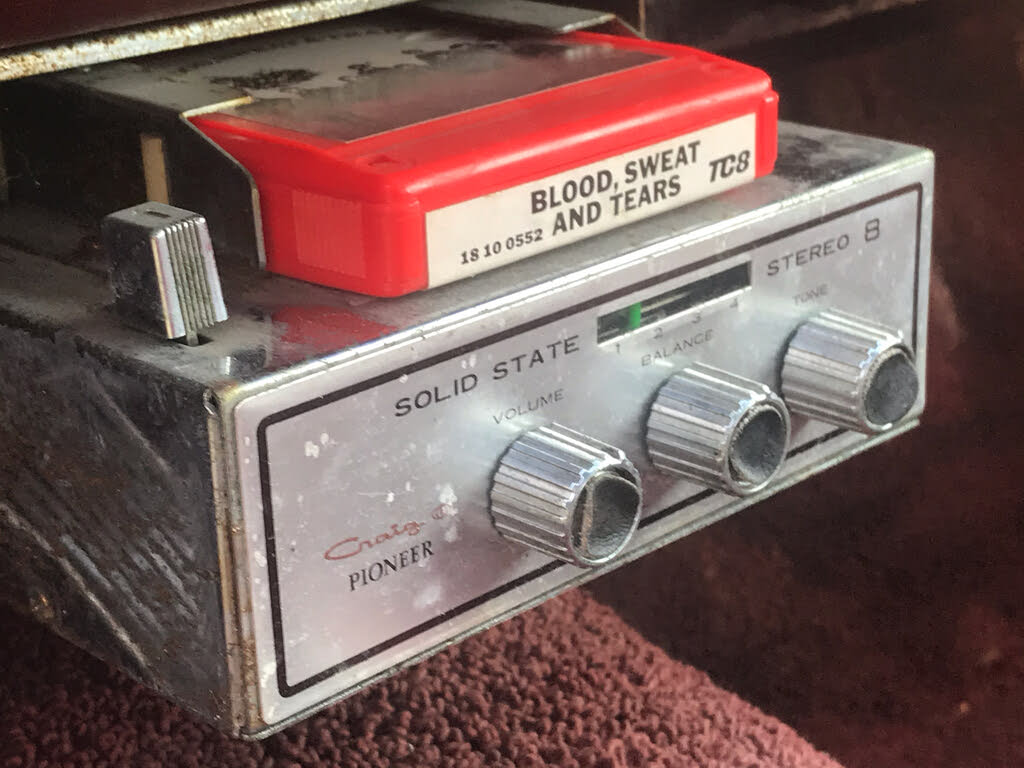 BLOOD, SWEAT
AND TEARS
TC8
18 10 0552
SOLID STATE
STEREO 8
1 2 3 4
VOLUME
BALANCE
TONE
Craig
PIONEER